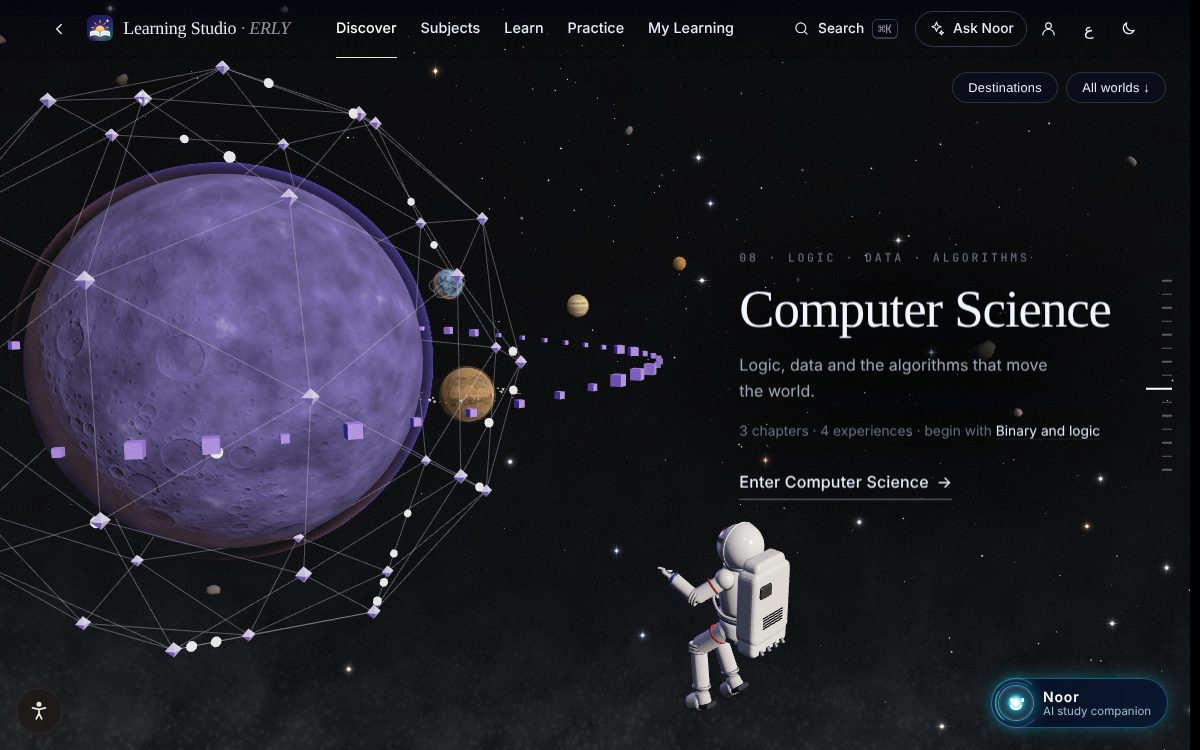 Learning Studio · ERLY
Discover
Subjects
Learn
Practice
My Learning
Search ⌘K
Ask Noor
ع
Destinations
All worlds ↓
08 · LOGIC · DATA · ALGORITHMS
Computer Science
Logic, data and the algorithms that move
the world.
3 chapters · 4 experiences · begin with Binary and logic
Enter Computer Science →
Noor
AI study companion